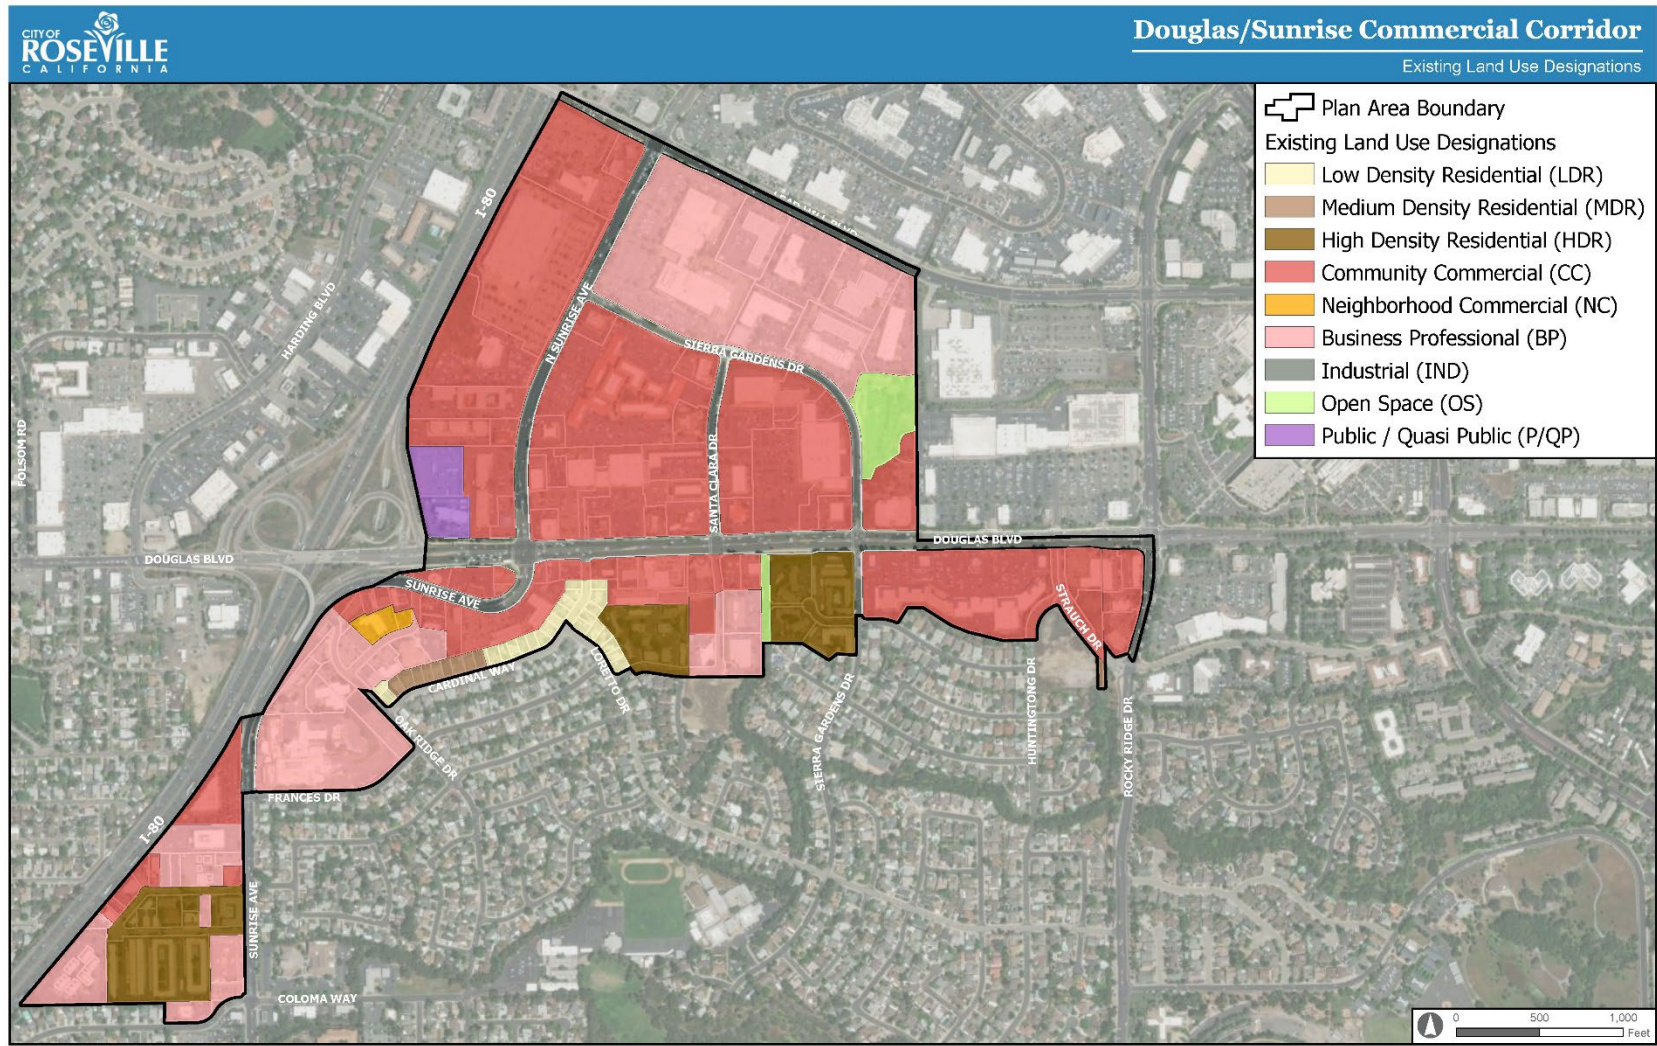 CITY OF
ROSEVILLE
CALIFORNIA
Douglas/Sunrise Commercial Corridor
Existing Land Use Designations
Plan Area Boundary
Existing Land Use Designations
Low Density Residential (LDR)
Medium Density Residential (MDR)
High Density Residential (HDR)
Community Commercial (CC)
Neighborhood Commercial (NC)
Business Professional (BP)
Industrial (IND)
Open Space (OS)
Public / Quasi Public (P/QP)
I-80
HARDING BLVD
N SUNRISE AVE
SIERRA GARDENS DR
SANTA CLARA DR
FOLSOM RD
DOUGLAS BLVD
DOUGLAS BLVD
SUNRISE AVE
STRAUCH DR
CARDINAL WAY
LORETTO DR
OAK RIDGE DR
SIERRA GARDENS DR
HUNTINGTONG DR
ROCKY RIDGE DR
FRANCES DR
I-80
SUNRISE AVE
COLOMA WAY
0 500 1,000
Feet